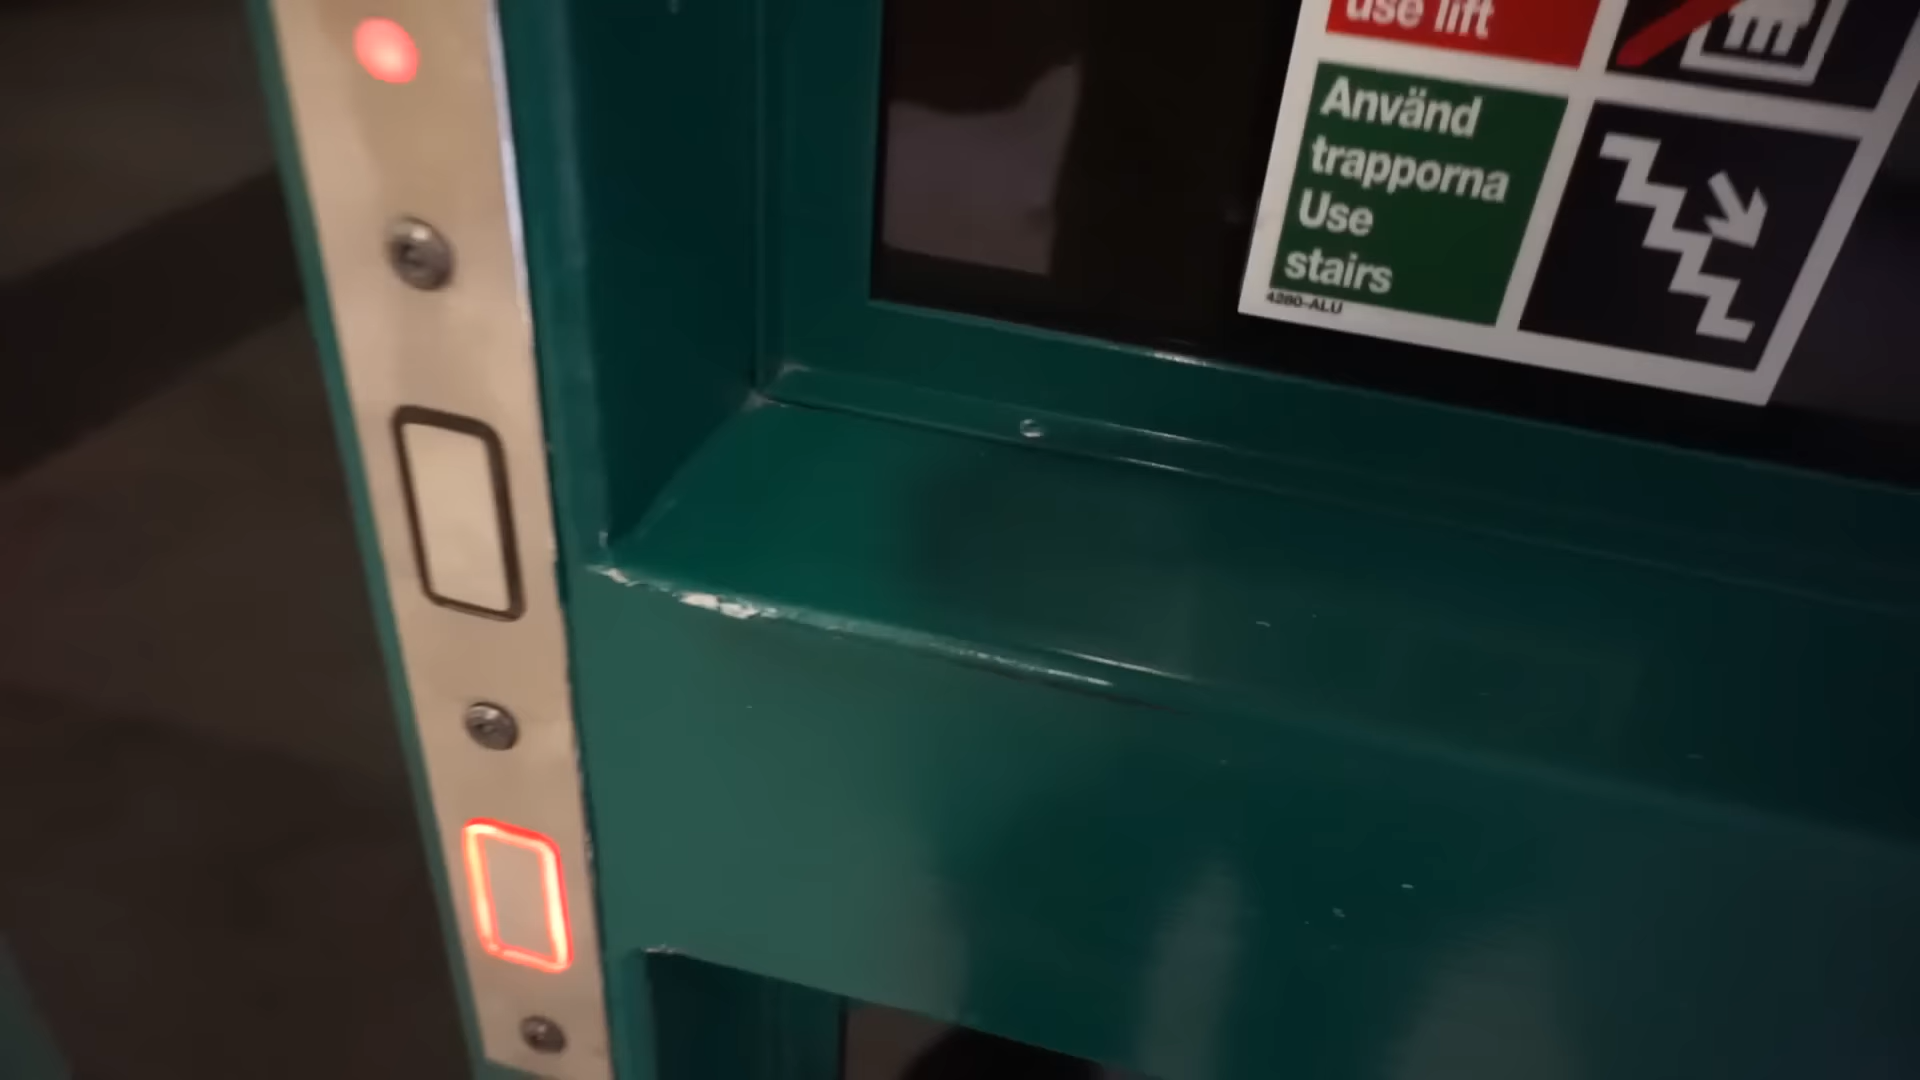 use lift
Använd
trapporna
Use
stairs
4280-ALU